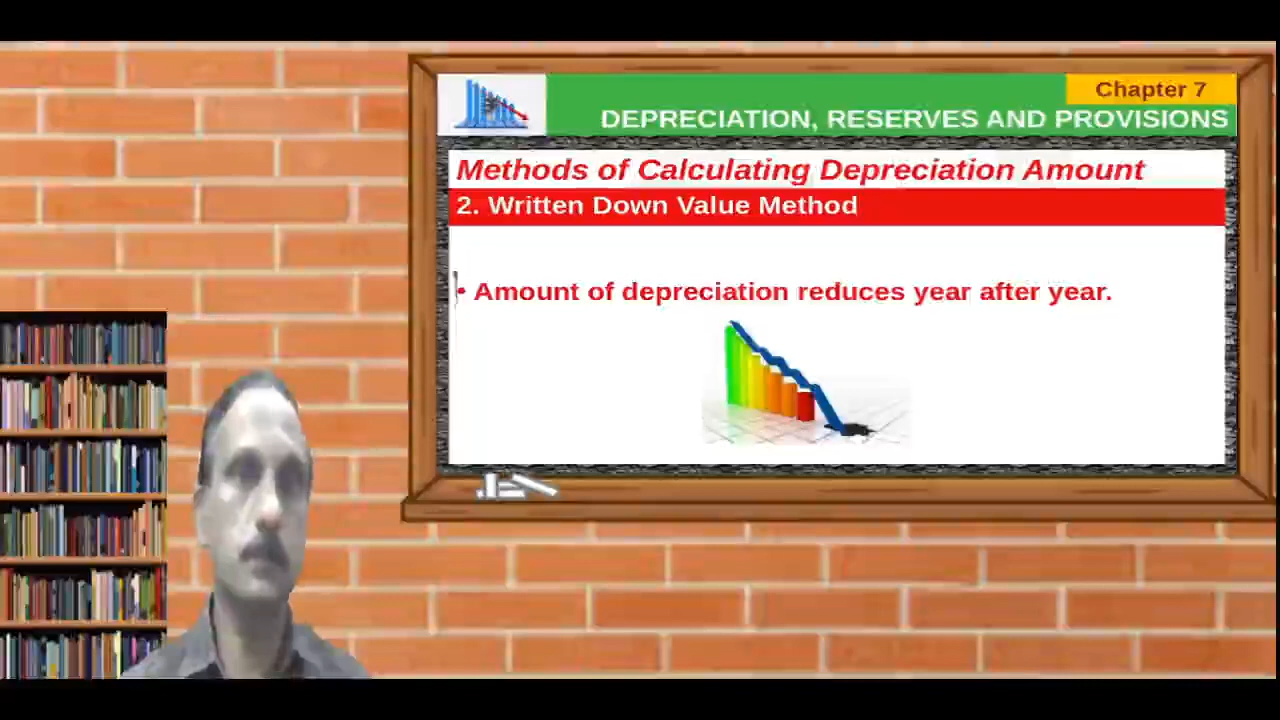 Chapter 7
DEPRECIATION, RESERVES AND PROVISIONS
Methods of Calculating Depreciation Amount
2. Written Down Value Method
• Amount of depreciation reduces year after year.